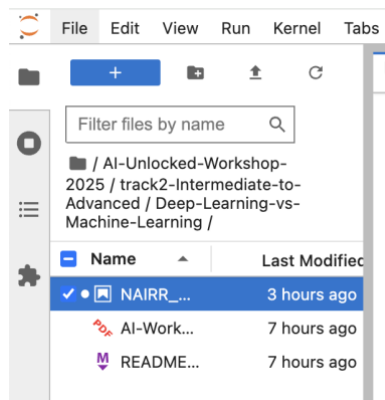 File Edit View Run Kernel Tabs
Filter files by name
/ AI-Unlocked-Workshop-
2025 / track2-Intermediate-to-
Advanced / Deep-Learning-vs-
Machine-Learning /
Name Last Modified
NAIRR_... 3 hours ago
PDF AI-Work... 7 hours ago
M README... 7 hours ago